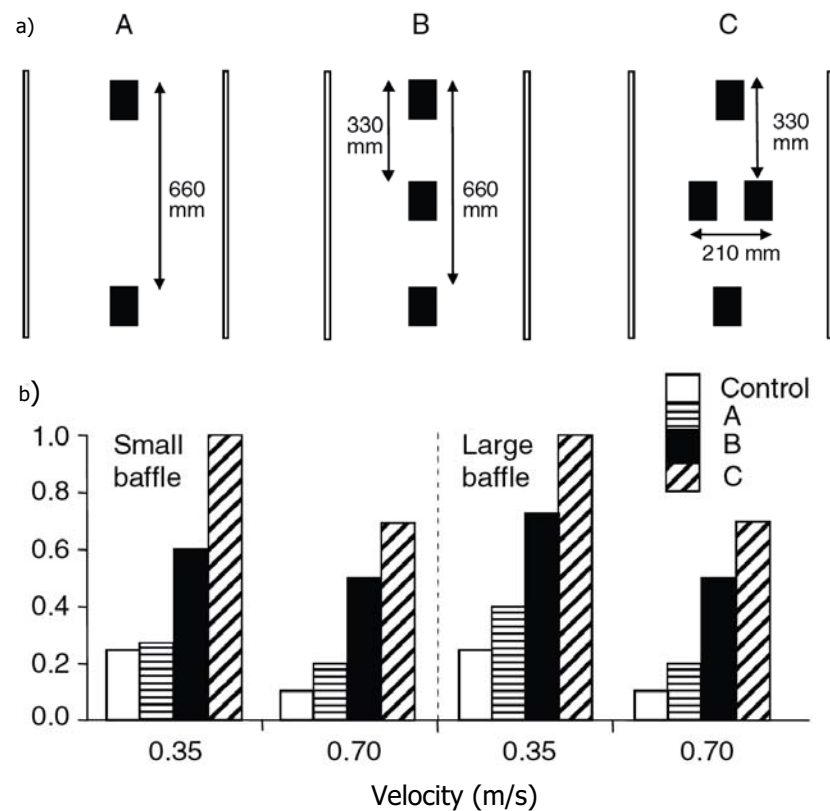 a) A B C
330 mm
660 mm
660 mm
330 mm
210 mm
b)
Control
A
B
C
Small baffle
Large baffle
1.0
0.8
0.6
0.4
0.2
0.0
0.35 0.70 0.35 0.70
Velocity (m/s)